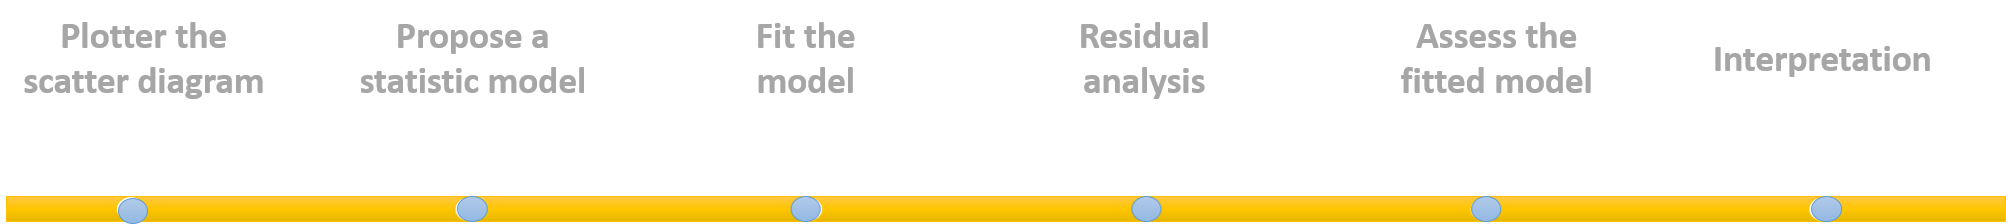 Plotter the
scatter diagram
Propose a
statistic model
Fit the
model
Residual
analysis
Assess the
fitted model
Interpretation